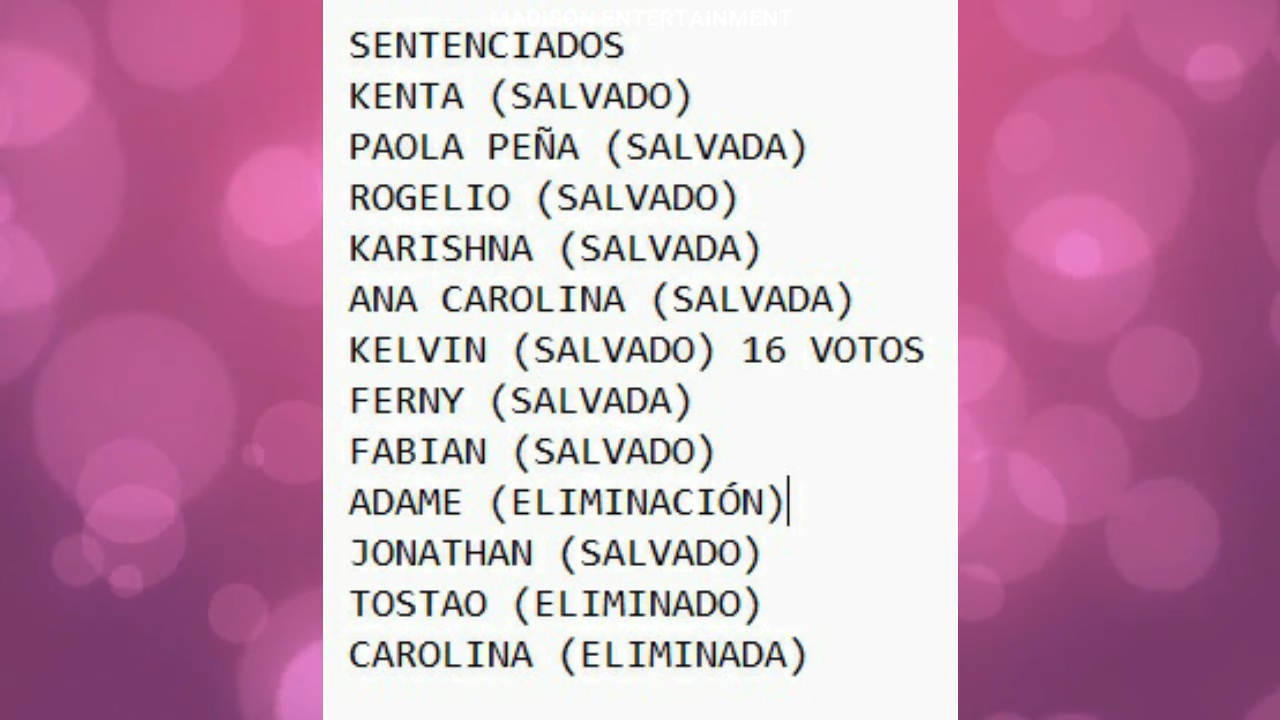 MADISON ENTERTAINMENT
SENTENCIADOS
KENTA (SALVADO)
PAOLA PEÑA (SALVADA)
ROGELIO (SALVADO)
KARISHNA (SALVADA)
ANA CAROLINA (SALVADA)
KELVIN (SALVADO) 16 VOTOS
FERNY (SALVADA)
FABIAN (SALVADO)
ADAME (ELIMINACIÓN)
JONATHAN (SALVADO)
TOSTAO (ELIMINADO)
CAROLINA (ELIMINADA)